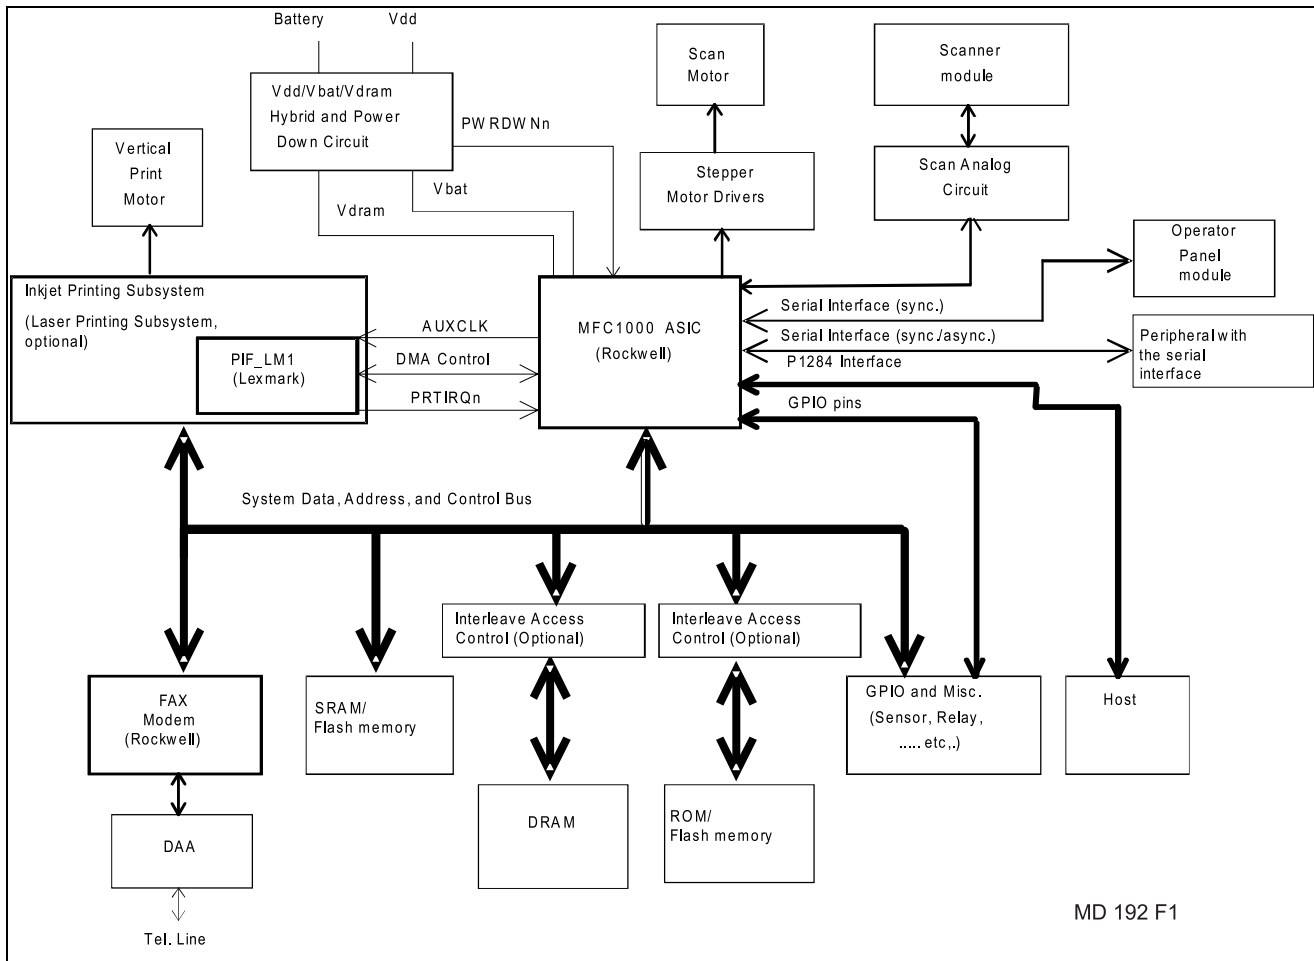 Battery
Vdd
Vdd/Vbat/Vdram
Hybrid and Power
Down Circuit
PWRDWNn
Vbat
Vdram
Scan
Motor
Scanner
module
Vertical
Print
Motor
Stepper
Motor Drivers
Scan Analog
Circuit
Operator
Panel
module
Inkjet Printing Subsystem
(Laser Printing Subsystem,
optional)
PIF_LM1
(Lexmark)
AUXCLK
DMA Control
PRTIRQn
MFC1000 ASIC
(Rockwell)
Serial Interface (sync.)
Serial Interface (sync./async.)
P1284 Interface
GPIO pins
Peripheral with
the serial
interface
System Data, Address, and Control Bus
Interleave Access
Control (Optional)
Interleave Access
Control (Optional)
FAX
Modem
(Rockwell)
SRAM/
Flash memory
GPIO and Misc.
(Sensor, Relay,
..... etc,.)
Host
DAA
DRAM
ROM/
Flash memory
Tel. Line
MD 192 F1